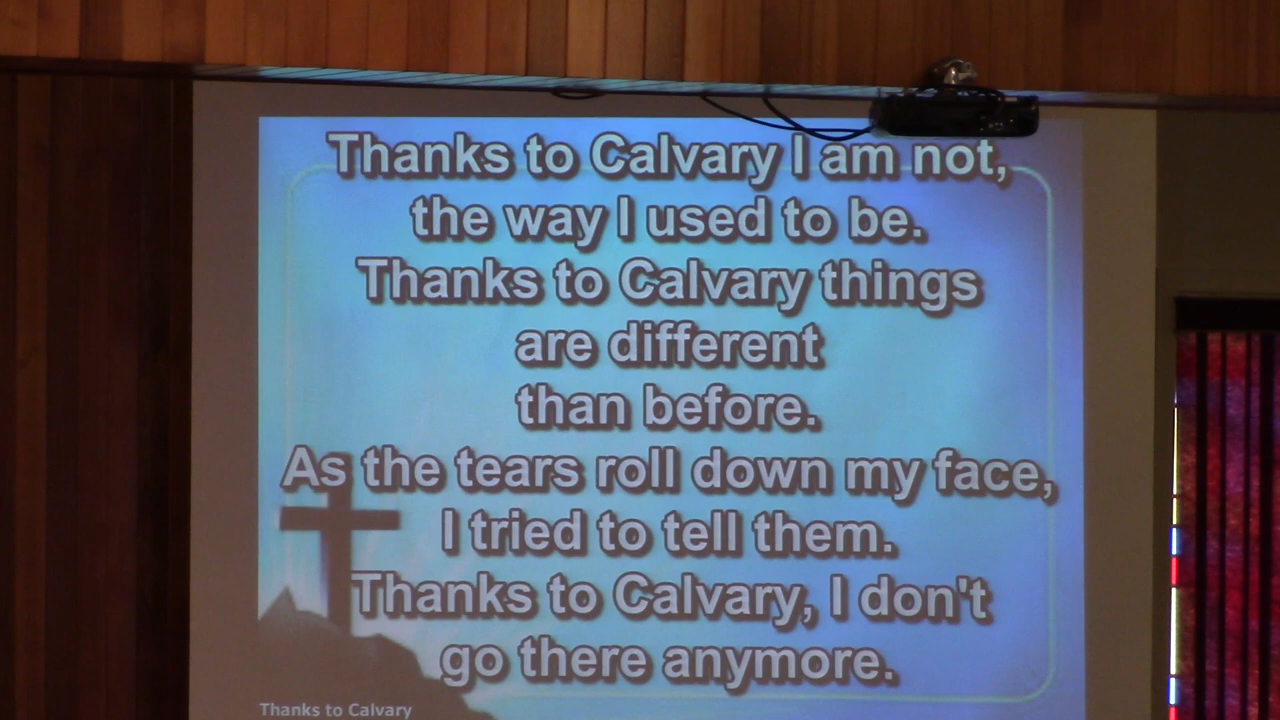 Thanks to Calvary I am not,
the way I used to be.
Thanks to Calvary things
are different
than before.
As the tears roll down my face,
I tried to tell them.
Thanks to Calvary, I don't
go there anymore.
Thanks to Calvary